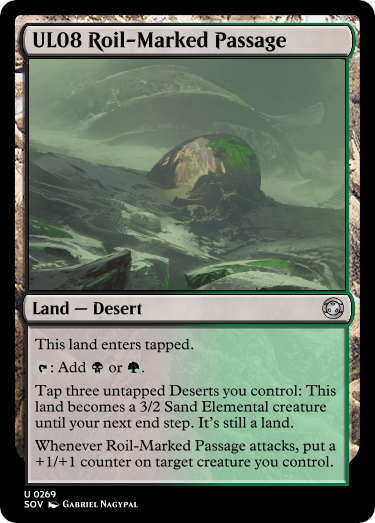 UL08 Roil-Marked Passage
Land — Desert
This land enters tapped.
: Add or .
Tap three untapped Deserts you control: This
land becomes a 3/2 Sand Elemental creature
until your next end step. It's still a land.
Whenever Roil-Marked Passage attacks, put a
+1/+1 counter on target creature you control.
U 0269
SOV Gabriel Nagypal